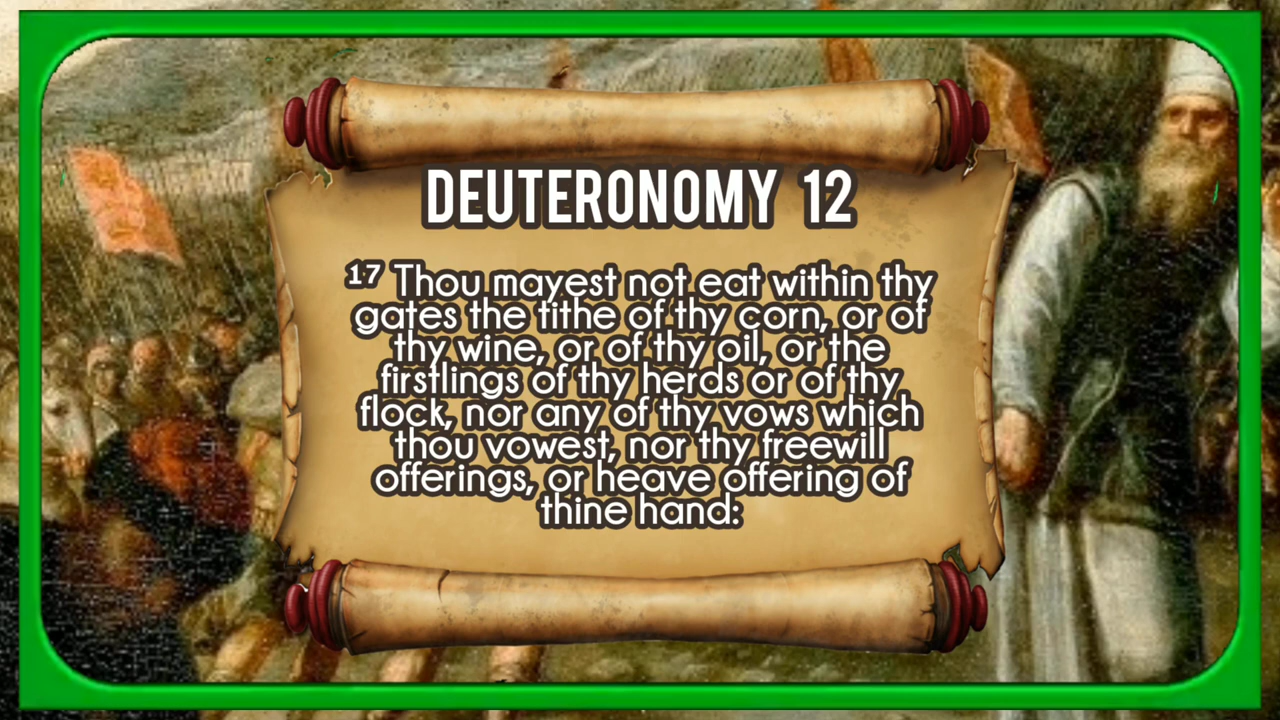 DEUTERONOMY 12
17 Thou mayest not eat within thy
gates the tithe of thy corn, or of
thy wine, or of thy oil, or the
firstlings of thy herds or of thy
flock, nor any of thy vows which
thou vowest, nor thy freewill
offerings, or heave offering of
thine hand: